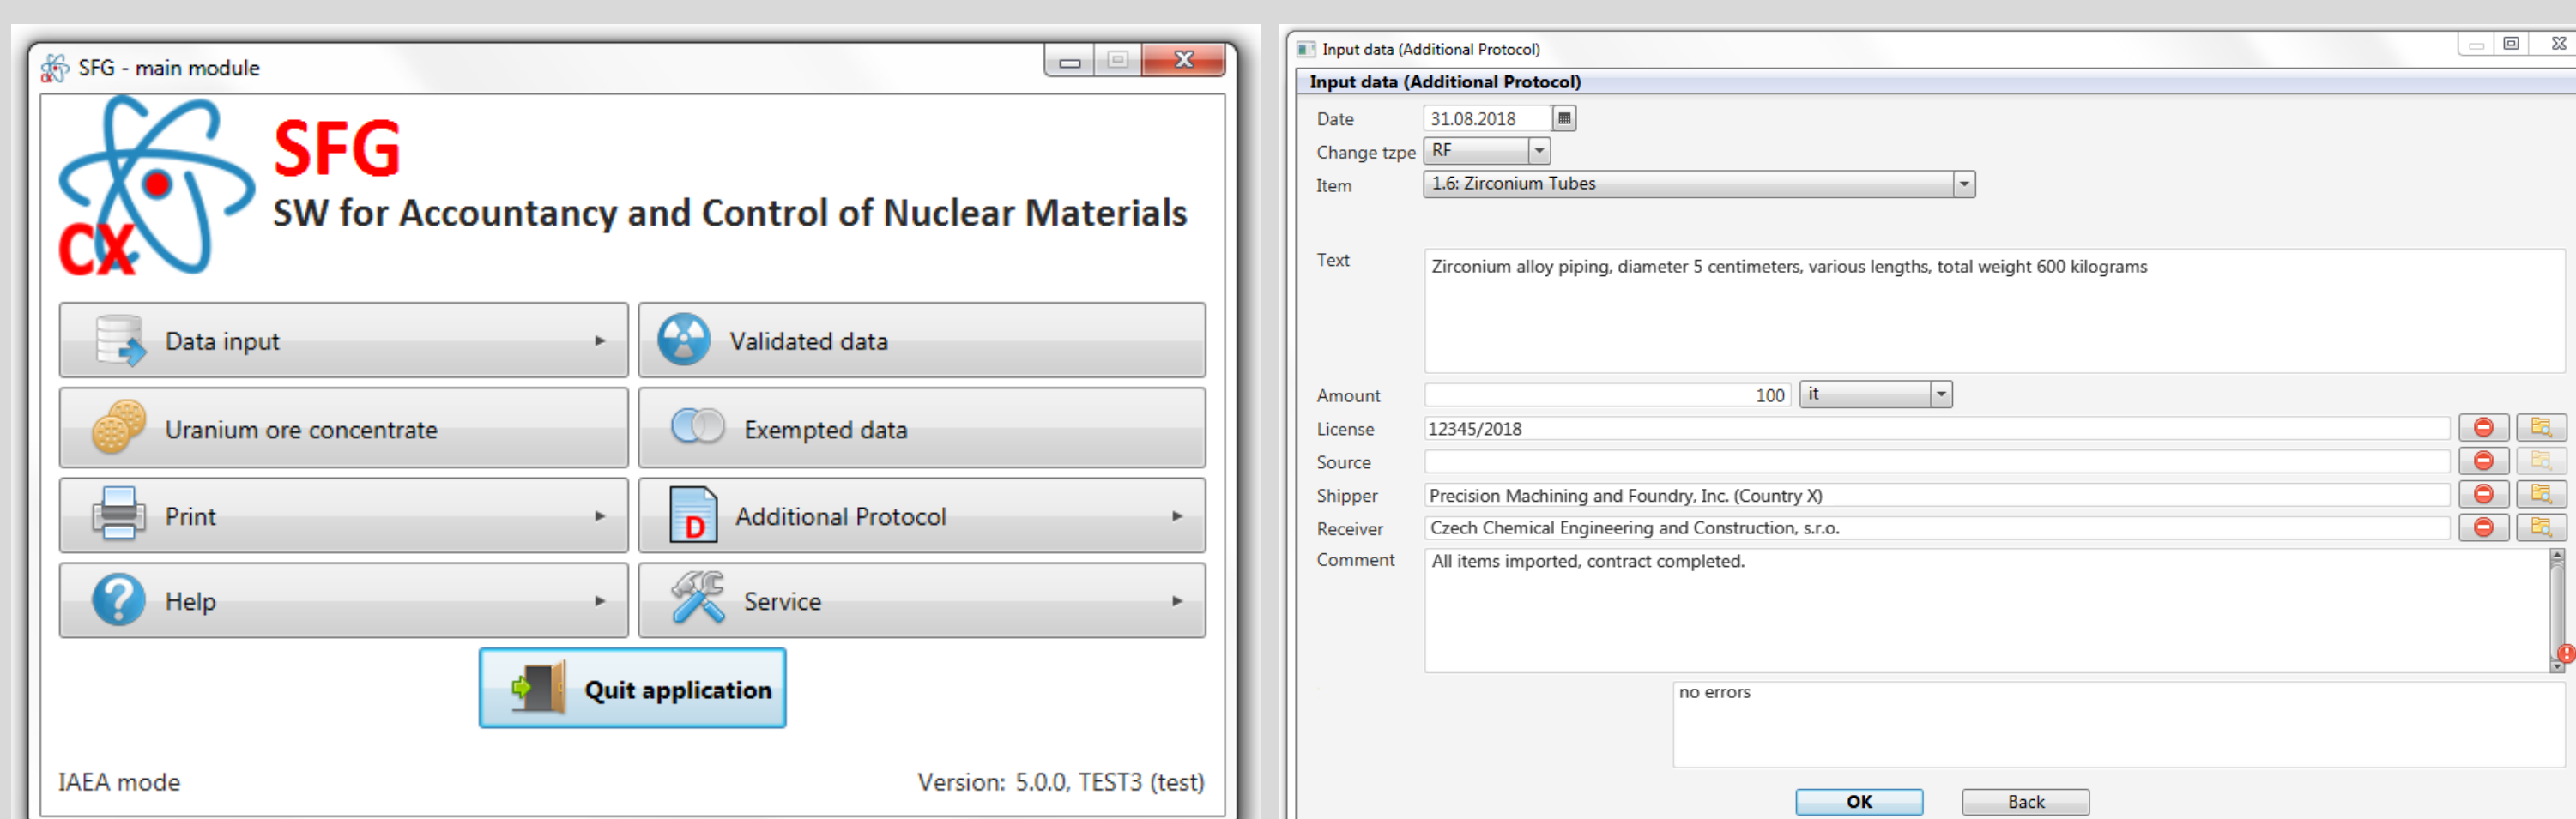 SFG - main module
SFG
SW for Accountancy and Control of Nuclear Materials
CX
Data input
Validated data
Uranium ore concentrate
Exempted data
Print
D
Additional Protocol
Help
Service
Quit application
IAEA mode
Version: 5.0.0, TEST3 (test)
Input data (Additional Protocol)
Input data (Additional Protocol)
Date 31.08.2018
Change tzpe RF
Item 1.6: Zirconium Tubes
Text Zirconium alloy piping, diameter 5 centimeters, various lengths, total weight 600 kilograms
Amount 100 it
License 12345/2018
Source
Shipper Precision Machining and Foundry, Inc. (Country X)
Receiver Czech Chemical Engineering and Construction, s.r.o.
Comment All items imported, contract completed.
no errors
OK Back